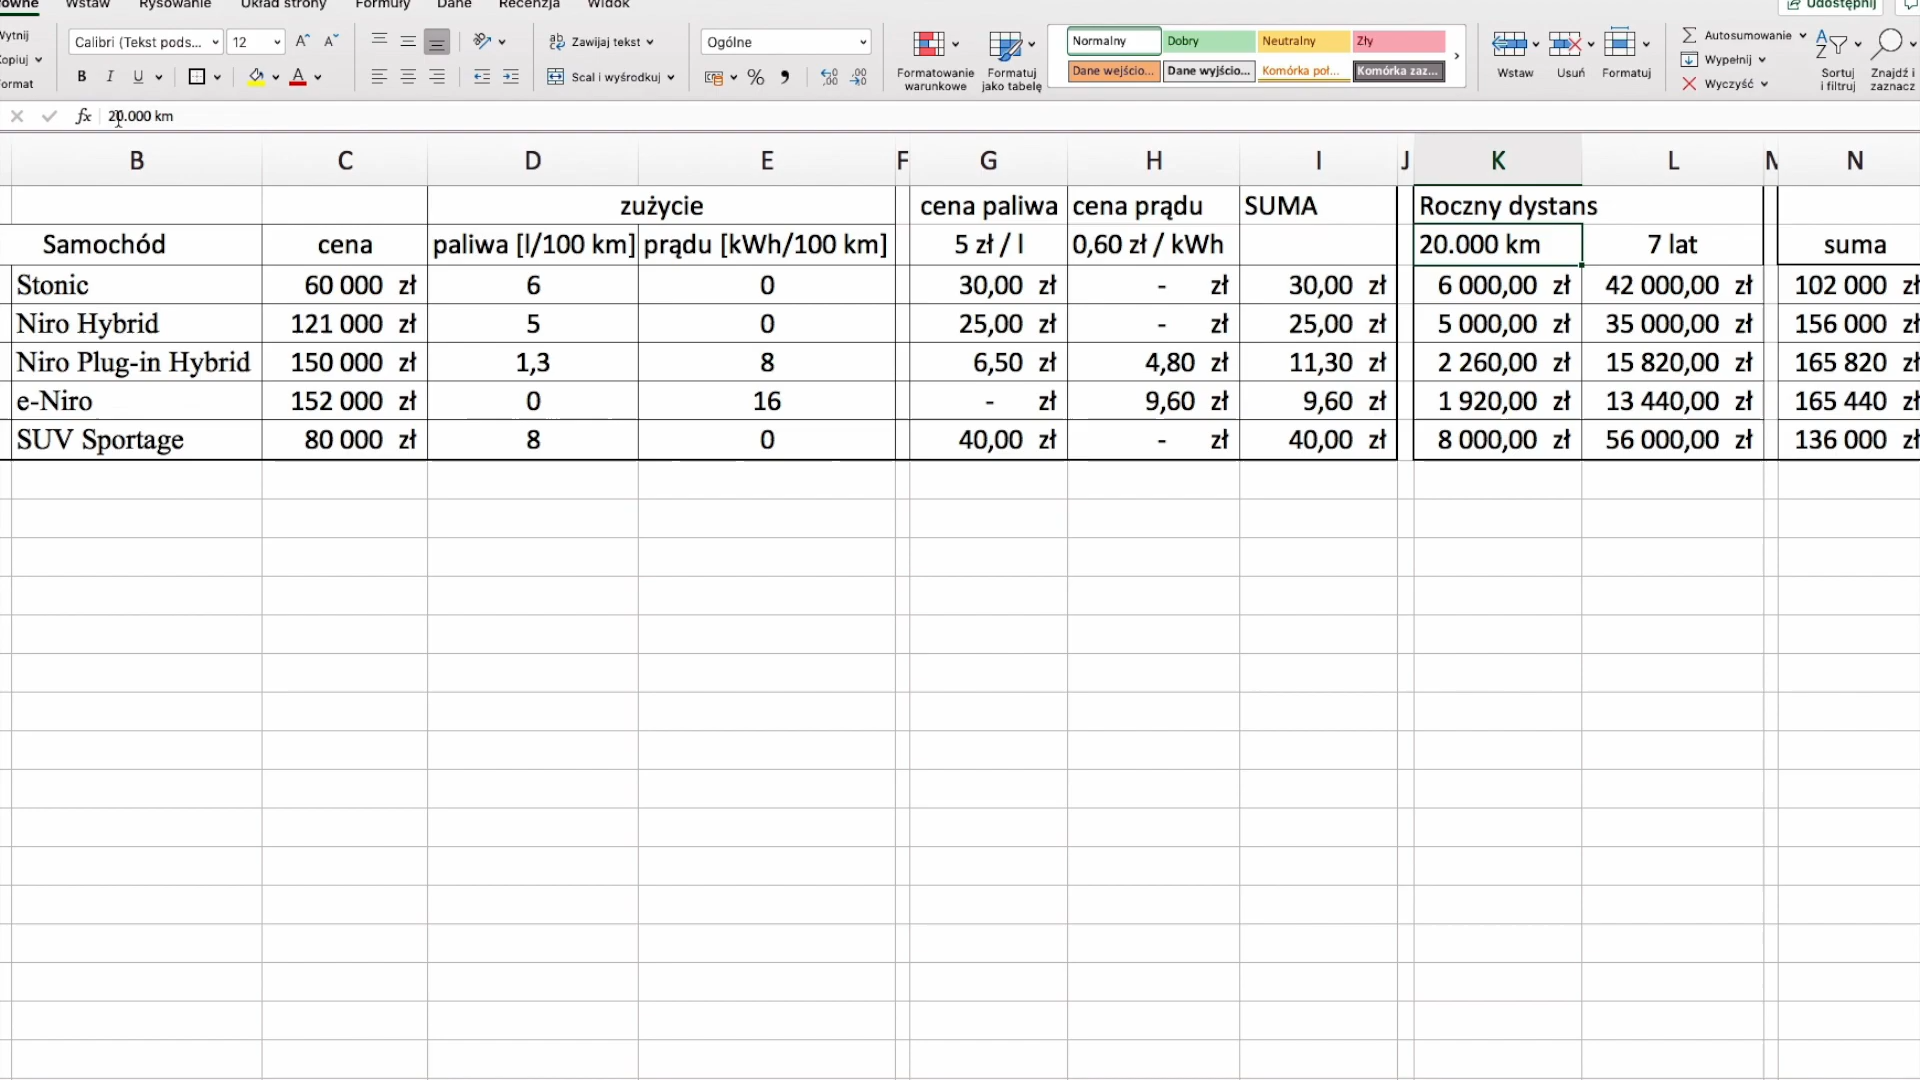 Wstaw Rysowanie Układ strony Formuły Dane Recenzja Widok Udostępnij
Calibri (Tekst pods... 12 Zawijaj tekst Ogólne Normalny Dobry Neutralny Zły Autosumowanie
Scal i wyśrodkuj Formatowanie warunkowe Formatuj jako tabelę Dane wejścio... Dane wyjścio... Komórka poł... Komórka zaz... Wstaw Usuń Formatuj Wypełnij Wyczyść Sortuj i filtruj Znajdź i zaznacz
fx 20.000 km
B C D E F G H I J K L N
zużycie cena paliwa cena prądu SUMA Roczny dystans
Samochód cena paliwa [l/100 km] prądu [kWh/100 km] 5 zł / l 0,60 zł / kWh 20.000 km 7 lat suma
Stonic 60 000 zł 6 0 30,00 zł - zł 30,00 zł 6 000,00 zł 42 000,00 zł 102 000 zł
Niro Hybrid 121 000 zł 5 0 25,00 zł - zł 25,00 zł 5 000,00 zł 35 000,00 zł 156 000 zł
Niro Plug-in Hybrid 150 000 zł 1,3 8 6,50 zł 4,80 zł 11,30 zł 2 260,00 zł 15 820,00 zł 165 820 zł
e-Niro 152 000 zł 0 16 - zł 9,60 zł 9,60 zł 1 920,00 zł 13 440,00 zł 165 440 zł
SUV Sportage 80 000 zł 8 0 40,00 zł - zł 40,00 zł 8 000,00 zł 56 000,00 zł 136 000 zł